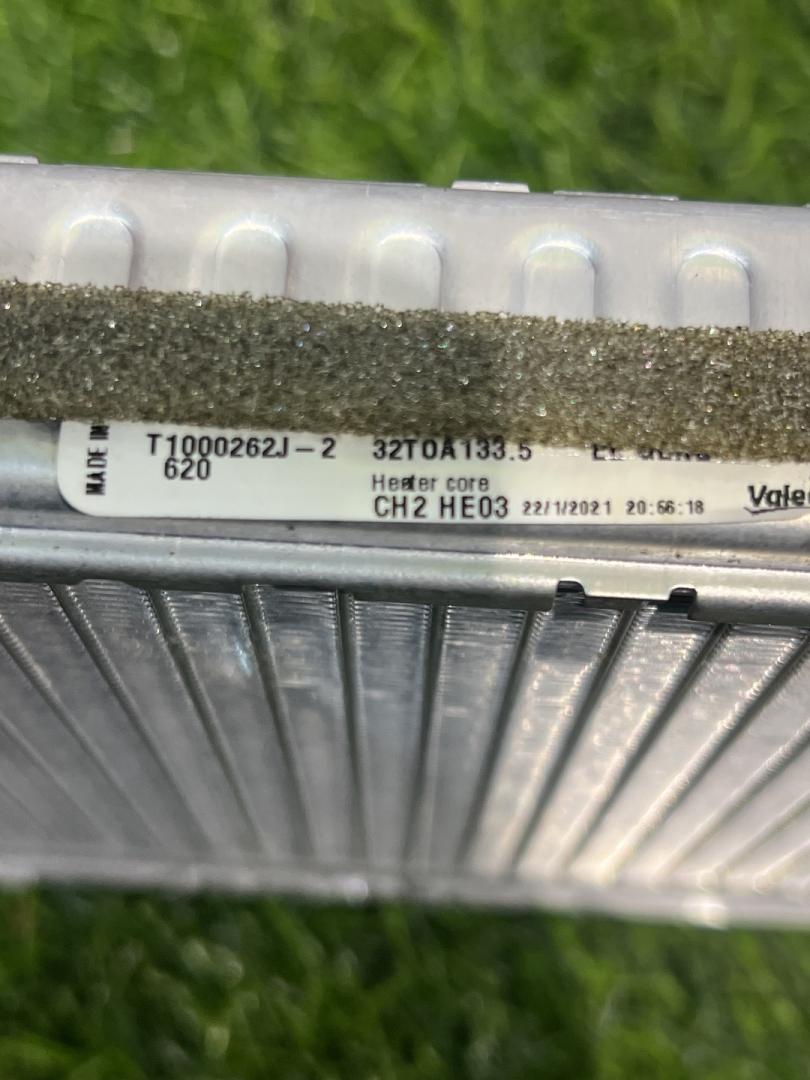 MADE IN
T1000262J-2 32TOA133.5
620
Heater core
CH2 HE03 22/1/2021 20:56:18
Vale